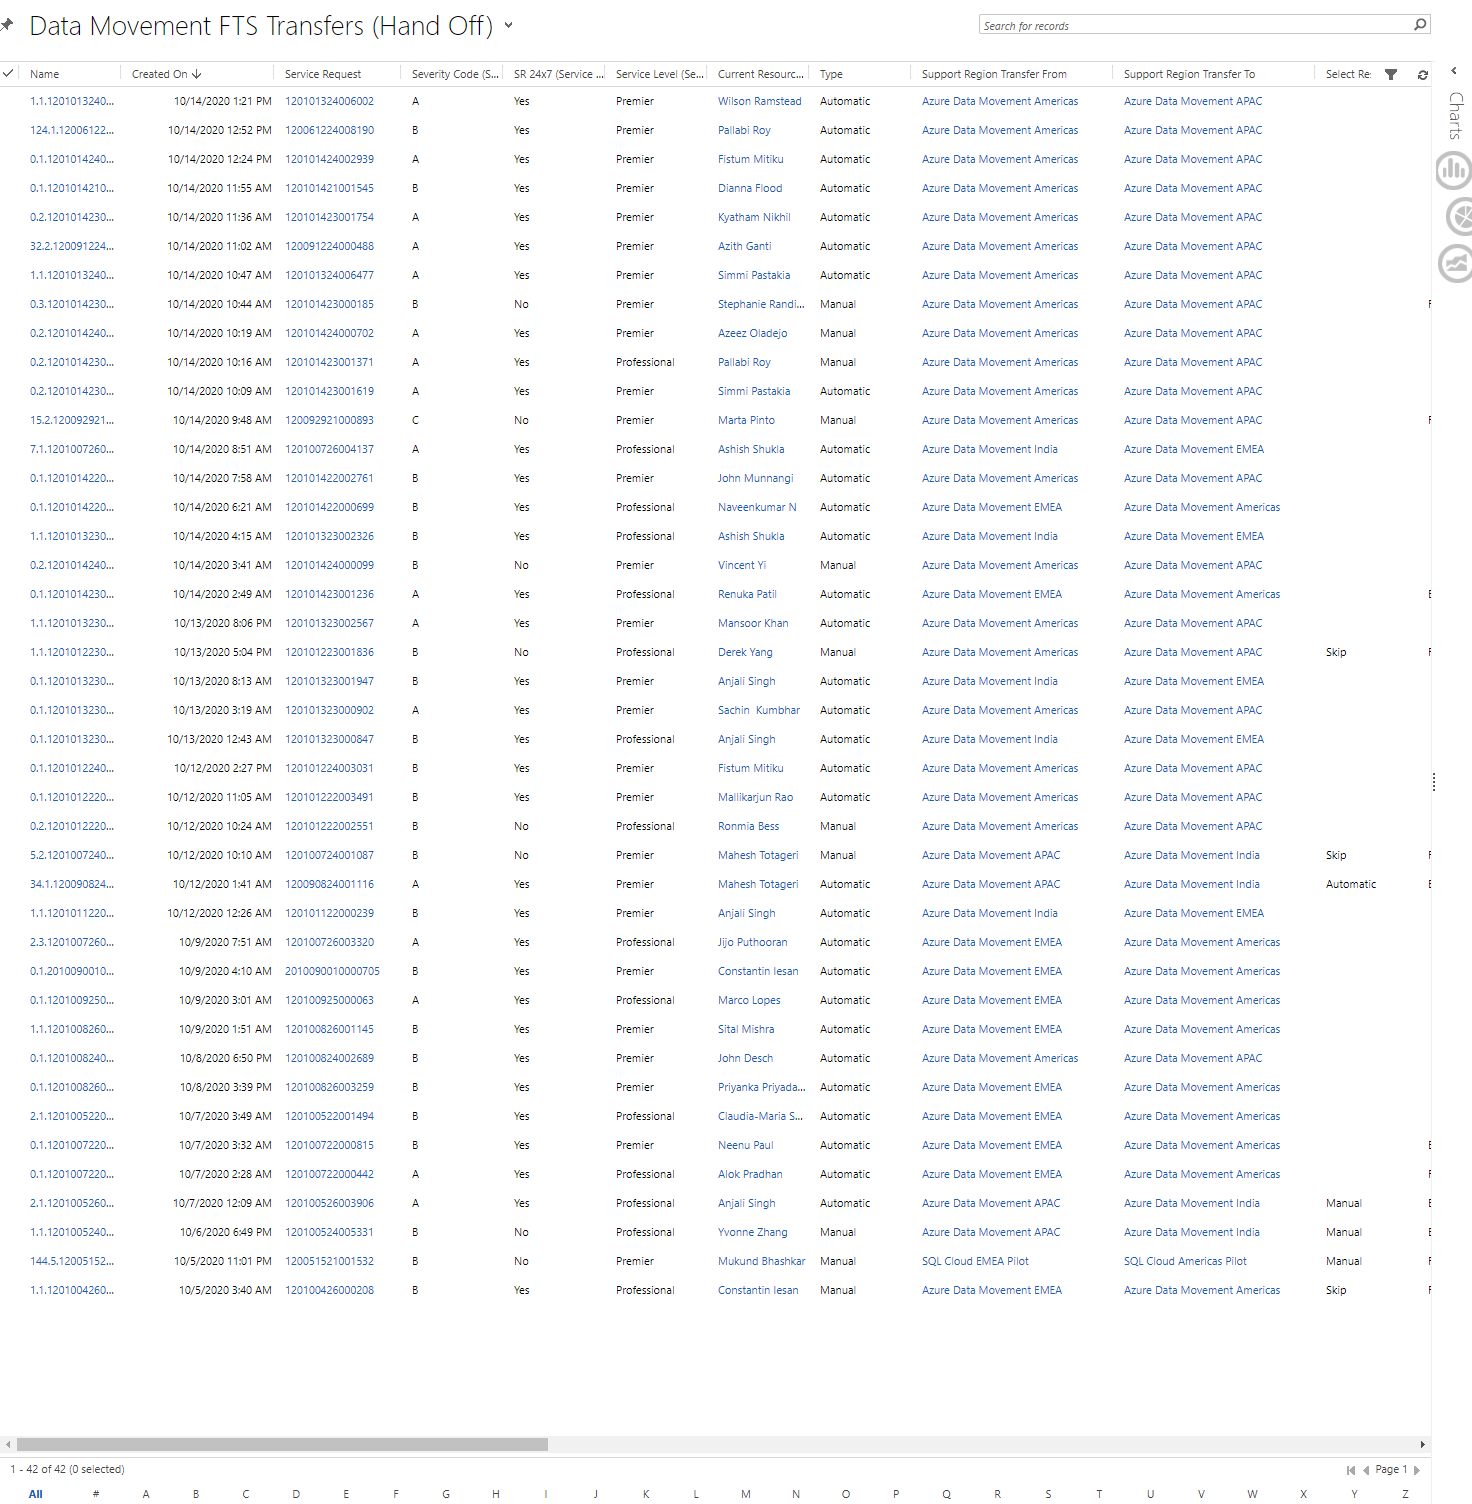 Data Movement FTS Transfers (Hand Off)
Search for records
Name Created On Service Request Severity Code (S... SR 24x7 (Service ... Service Level (Se... Current Resourc... Type Support Region Transfer From Support Region Transfer To Select Re
Charts
1.1.1201013240... 10/14/2020 1:21 PM 120101324006002 A Yes Premier Wilson Ramstead Automatic Azure Data Movement Americas Azure Data Movement APAC
124.1.12006122... 10/14/2020 12:52 PM 120061224008190 B Yes Premier Pallabi Roy Automatic Azure Data Movement Americas Azure Data Movement APAC
0.1.1201014240... 10/14/2020 12:24 PM 120101424002939 A Yes Premier Fistum Mitiku Automatic Azure Data Movement Americas Azure Data Movement APAC
0.1.1201014210... 10/14/2020 11:55 AM 120101421001545 B Yes Premier Dianna Flood Automatic Azure Data Movement Americas Azure Data Movement APAC
0.2.1201014230... 10/14/2020 11:36 AM 120101423001754 A Yes Premier Kyatham Nikhil Automatic Azure Data Movement Americas Azure Data Movement APAC
32.2.120091224... 10/14/2020 11:02 AM 120091224000488 A Yes Premier Azith Ganti Automatic Azure Data Movement Americas Azure Data Movement APAC
1.1.1201013240... 10/14/2020 10:47 AM 120101324006477 A Yes Premier Simmi Pastakia Automatic Azure Data Movement Americas Azure Data Movement APAC
0.3.1201014230... 10/14/2020 10:44 AM 120101423000185 B No Premier Stephanie Randi... Manual Azure Data Movement Americas Azure Data Movement APAC
0.2.1201014240... 10/14/2020 10:19 AM 120101424000702 A Yes Premier Azeez Oladejo Manual Azure Data Movement Americas Azure Data Movement APAC
0.2.1201014230... 10/14/2020 10:16 AM 120101423001371 A Yes Professional Pallabi Roy Manual Azure Data Movement Americas Azure Data Movement APAC
0.2.1201014230... 10/14/2020 10:09 AM 120101423001619 A Yes Premier Simmi Pastakia Automatic Azure Data Movement Americas Azure Data Movement APAC
15.2.120092921... 10/14/2020 9:48 AM 120092921000893 C No Premier Marta Pinto Manual Azure Data Movement Americas Azure Data Movement APAC
7.1.1201007260... 10/14/2020 8:51 AM 120100726004137 A Yes Professional Ashish Shukla Automatic Azure Data Movement India Azure Data Movement EMEA
0.1.1201014220... 10/14/2020 7:58 AM 120101422002761 B Yes Premier John Munnangi Automatic Azure Data Movement Americas Azure Data Movement APAC
0.1.1201014220... 10/14/2020 6:21 AM 120101422000699 B Yes Professional Naveenkumar N Automatic Azure Data Movement EMEA Azure Data Movement Americas
1.1.1201013230... 10/14/2020 4:15 AM 120101323002326 B Yes Professional Ashish Shukla Automatic Azure Data Movement India Azure Data Movement EMEA
0.2.1201014240... 10/14/2020 3:41 AM 120101424000099 B No Premier Vincent Yi Manual Azure Data Movement Americas Azure Data Movement APAC
0.1.1201014230... 10/14/2020 2:49 AM 120101423001236 A Yes Professional Renuka Patil Automatic Azure Data Movement EMEA Azure Data Movement Americas
1.1.1201013230... 10/13/2020 8:06 PM 120101323002567 A Yes Premier Mansoor Khan Automatic Azure Data Movement Americas Azure Data Movement APAC
1.1.1201012230... 10/13/2020 5:04 PM 120101223001836 B No Professional Derek Yang Manual Azure Data Movement Americas Azure Data Movement APAC Skip
0.1.1201013230... 10/13/2020 8:13 AM 120101323001947 B Yes Premier Anjali Singh Automatic Azure Data Movement India Azure Data Movement EMEA
0.1.1201013230... 10/13/2020 3:19 AM 120101323000902 A Yes Premier Sachin Kumbhar Automatic Azure Data Movement Americas Azure Data Movement APAC
0.1.1201013230... 10/13/2020 12:43 AM 120101323000847 B Yes Professional Anjali Singh Automatic Azure Data Movement India Azure Data Movement EMEA
0.1.1201012240... 10/12/2020 2:27 PM 120101224003031 B Yes Premier Fistum Mitiku Automatic Azure Data Movement Americas Azure Data Movement APAC
0.1.1201012220... 10/12/2020 11:05 AM 120101222003491 B Yes Premier Mallikarjun Rao Automatic Azure Data Movement Americas Azure Data Movement APAC
0.2.1201012220... 10/12/2020 10:24 AM 120101222002551 B No Professional Ronmia Bess Manual Azure Data Movement Americas Azure Data Movement APAC
5.2.1201007240... 10/12/2020 10:10 AM 120100724001087 B No Premier Mahesh Totageri Manual Azure Data Movement APAC Azure Data Movement India Skip
34.1.120090824... 10/12/2020 1:41 AM 120090824001116 A Yes Premier Mahesh Totageri Automatic Azure Data Movement APAC Azure Data Movement India Automatic
1.1.1201011220... 10/12/2020 12:26 AM 120101122000239 B Yes Premier Anjali Singh Automatic Azure Data Movement India Azure Data Movement EMEA
2.3.1201007260... 10/9/2020 7:51 AM 120100726003320 A Yes Professional Jijo Puthooran Automatic Azure Data Movement EMEA Azure Data Movement Americas
0.1.2010090010... 10/9/2020 4:10 AM 2010090010000705 B Yes Premier Constantin Iesan Automatic Azure Data Movement EMEA Azure Data Movement Americas
0.1.1201009250... 10/9/2020 3:01 AM 120100925000063 A Yes Professional Marco Lopes Automatic Azure Data Movement EMEA Azure Data Movement Americas
1.1.1201008260... 10/9/2020 1:51 AM 120100826001145 B Yes Premier Sital Mishra Automatic Azure Data Movement EMEA Azure Data Movement Americas
0.1.1201008240... 10/8/2020 6:50 PM 120100824002689 B Yes Premier John Desch Automatic Azure Data Movement Americas Azure Data Movement APAC
0.1.1201008260... 10/8/2020 3:39 PM 120100826003259 B Yes Premier Priyanka Priyada... Automatic Azure Data Movement EMEA Azure Data Movement Americas
2.1.1201005220... 10/7/2020 3:49 AM 120100522001494 B Yes Professional Claudia-Maria S... Automatic Azure Data Movement EMEA Azure Data Movement Americas
0.1.1201007220... 10/7/2020 3:32 AM 120100722000815 B Yes Premier Neenu Paul Automatic Azure Data Movement EMEA Azure Data Movement Americas
0.1.1201007220... 10/7/2020 2:28 AM 120100722000442 A Yes Professional Alok Pradhan Automatic Azure Data Movement EMEA Azure Data Movement Americas
2.1.1201005260... 10/7/2020 12:09 AM 120100526003906 A Yes Professional Anjali Singh Automatic Azure Data Movement APAC Azure Data Movement India Manual
1.1.1201005240... 10/6/2020 6:49 PM 120100524005331 B No Professional Yvonne Zhang Manual Azure Data Movement APAC Azure Data Movement India Manual
144.5.12005152... 10/5/2020 11:01 PM 120051521001532 B No Premier Mukund Bhashkar Manual SQL Cloud EMEA Pilot SQL Cloud Americas Pilot Manual
1.1.1201004260... 10/5/2020 3:40 AM 120100426000208 B Yes Professional Constantin Iesan Manual Azure Data Movement EMEA Azure Data Movement Americas Skip
1 - 42 of 42 (0 selected) Page 1
All # A B C D E F G H I J K L M N O P Q R S T U V W X Y Z